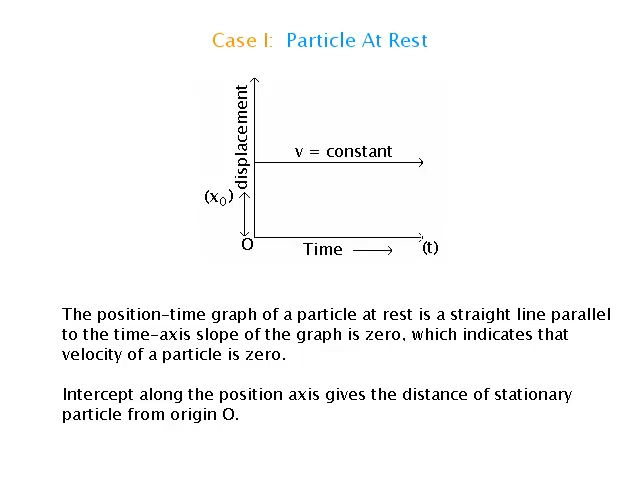 Case I: Particle At Rest
displacement
v = constant
(x₀)
O
Time
(t)
The position-time graph of a particle at rest is a straight line parallel
to the time-axis slope of the graph is zero, which indicates that
velocity of a particle is zero.
Intercept along the position axis gives the distance of stationary
particle from origin O.